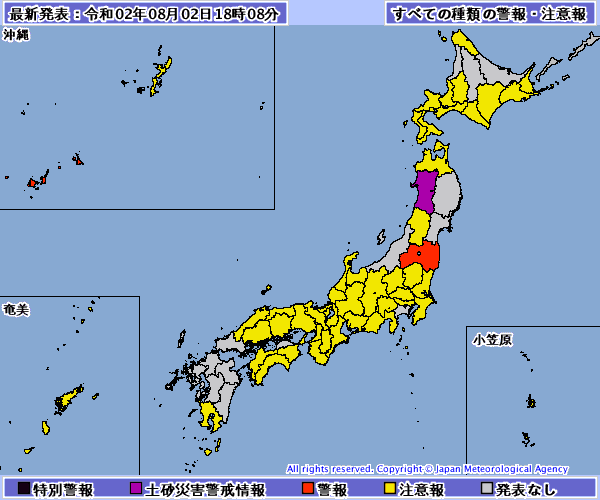 最新発表：令和02年08月02日18時08分
すべての種類の警報・注意報
沖縄
奄美
小笠原
All rights reserved. Copyright © Japan Meteorological Agency
特別警報 土砂災害警戒情報 警報 注意報 発表なし